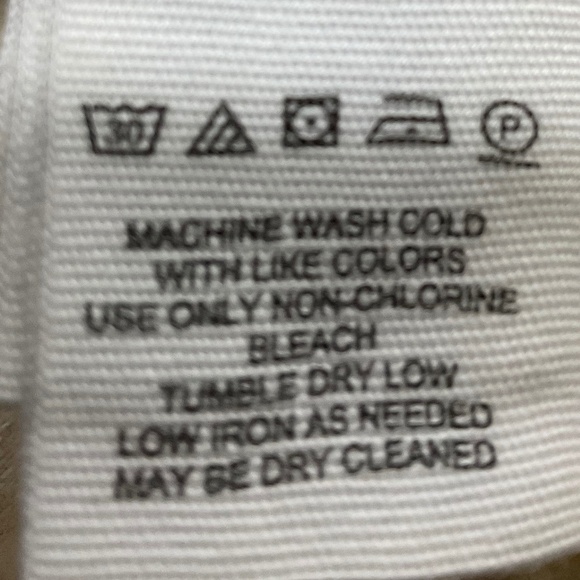 30 P
MACHINE WASH COLD
WITH LIKE COLORS
USE ONLY NON-CHLORINE
BLEACH
TUMBLE DRY LOW
LOW IRON AS NEEDED
MAY BE DRY CLEANED